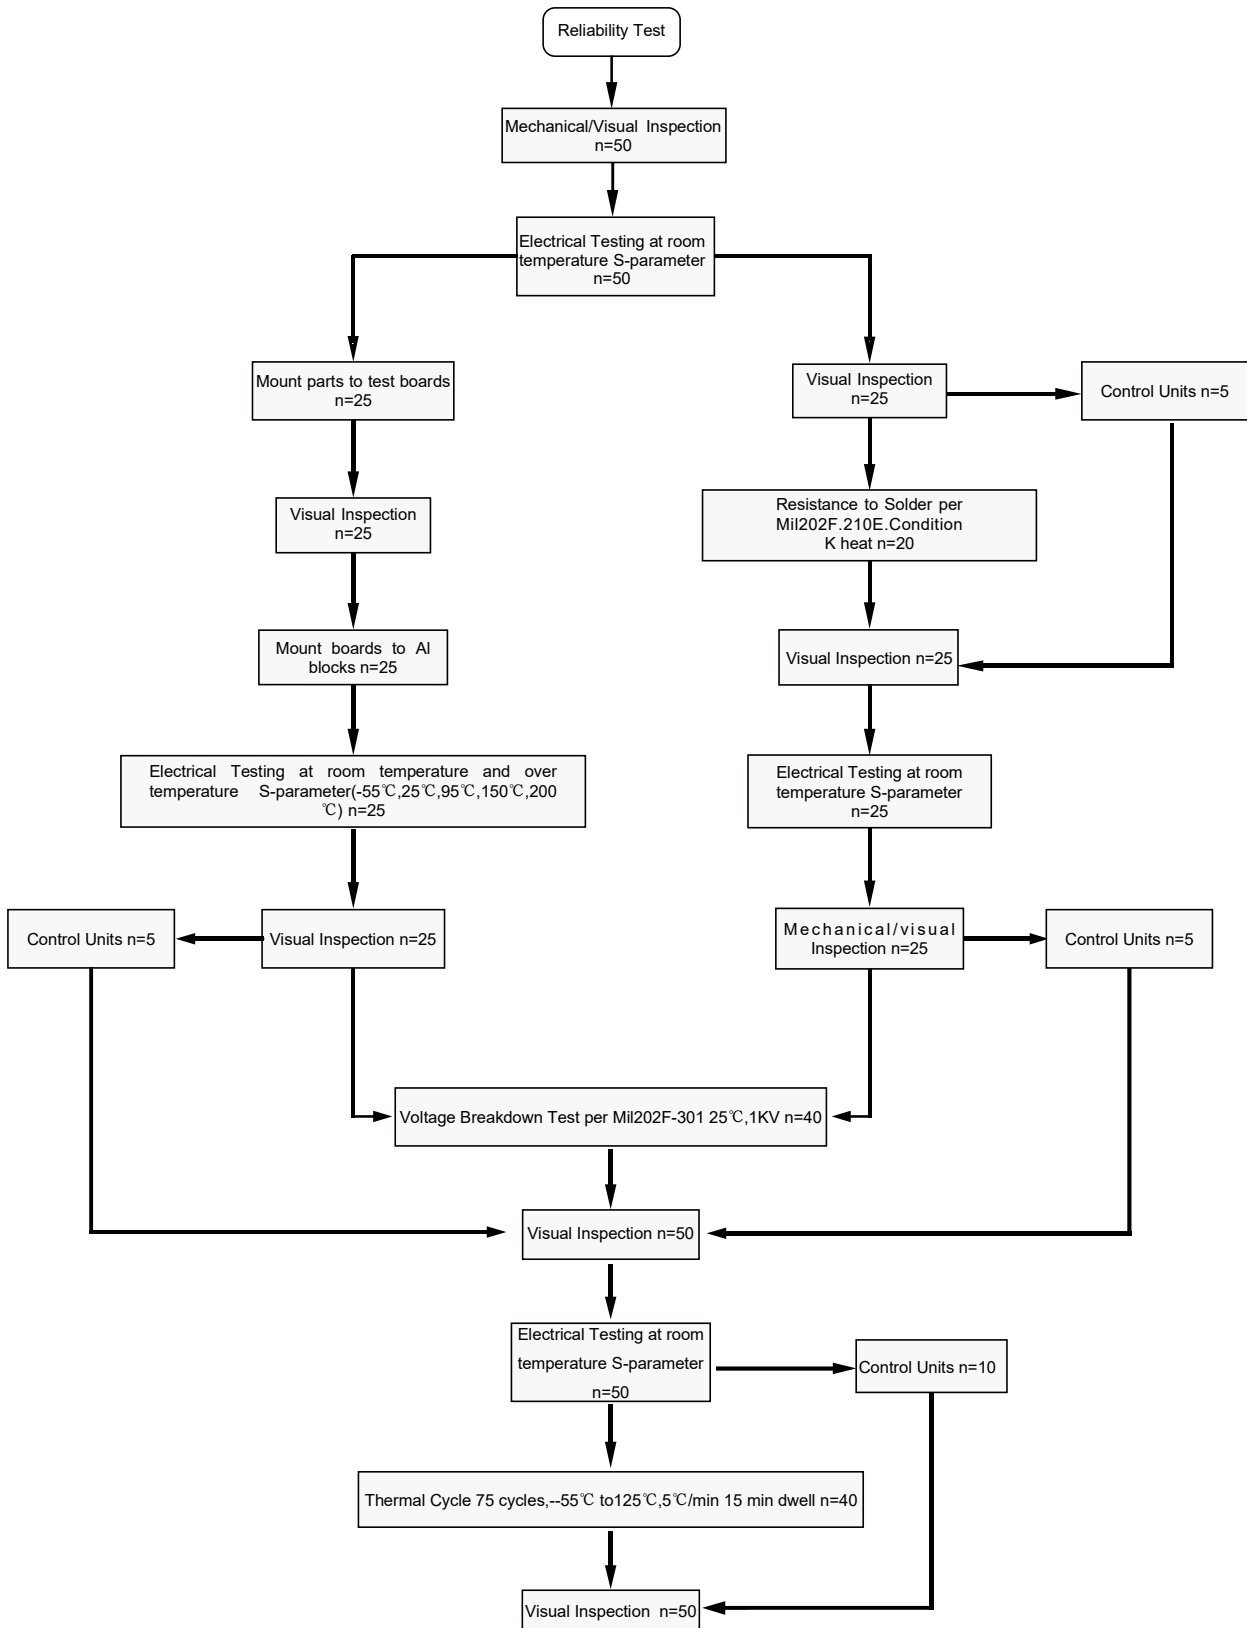 Reliability Test
Mechanical/Visual Inspection
n=50
Electrical Testing at room
temperature S-parameter
n=50
Mount parts to test boards
n=25
Visual Inspection
n=25
Control Units n=5
Visual Inspection
n=25
Resistance to Solder per
Mil202F.210E.Condition
K heat n=20
Mount boards to Al
blocks n=25
Visual Inspection n=25
Electrical Testing at room temperature and over
temperature S-parameter(-55℃,25℃,95℃,150℃,200
℃) n=25
Electrical Testing at room
temperature S-parameter
n=25
Control Units n=5
Visual Inspection n=25
Mechanical/visual
Inspection n=25
Control Units n=5
Voltage Breakdown Test per Mil202F-301 25℃,1KV n=40
Visual Inspection n=50
Electrical Testing at room
temperature S-parameter
n=50
Control Units n=10
Thermal Cycle 75 cycles,--55℃ to125℃,5℃/min 15 min dwell n=40
Visual Inspection n=50